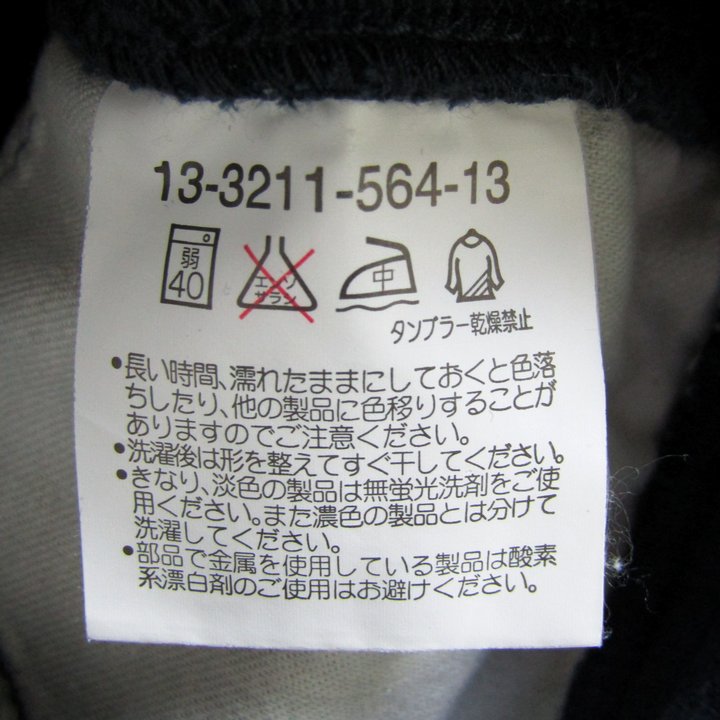 13-3211-564-13
弱 40
エンソ サラシ
中
タンブラー乾燥禁止
•長い時間、濡れたままにしておくと色落
ちしたり、他の製品に色移りすることが
ありますのでご注意ください。
•洗濯後は形を整えてすぐ干してください。
•きなり、淡色の製品は無蛍光洗剤をご使
用ください。また濃色の製品とは分けて
洗濯してください。
•部品で金属を使用している製品は酸素
系漂白剤のご使用はお避けください。